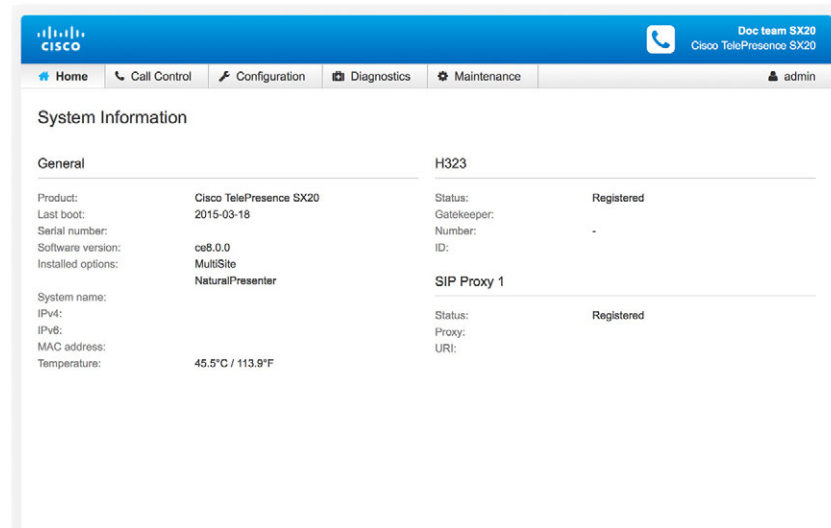 CISCO
Doc team SX20
Cisco TelePresence SX20
Home
Call Control
Configuration
Diagnostics
Maintenance
admin
System Information
General
Product: Cisco TelePresence SX20
Last boot: 2015-03-18
Serial number:
Software version: ce8.0.0
Installed options: MultiSite
NaturalPresenter
System name:
IPv4:
IPv6:
MAC address:
Temperature: 45.5°C / 113.9°F
H323
Status: Registered
Gatekeeper:
Number: -
ID:
SIP Proxy 1
Status: Registered
Proxy:
URI: